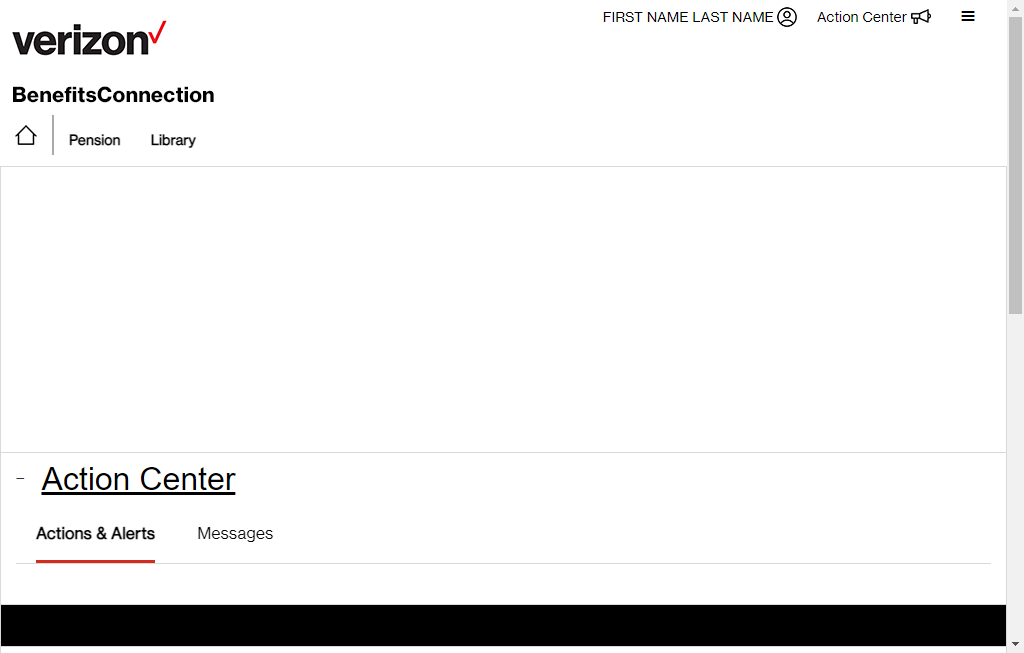 FIRST NAME LAST NAME Action Center
verizon
BenefitsConnection
Pension Library
Action Center
Actions & Alerts Messages